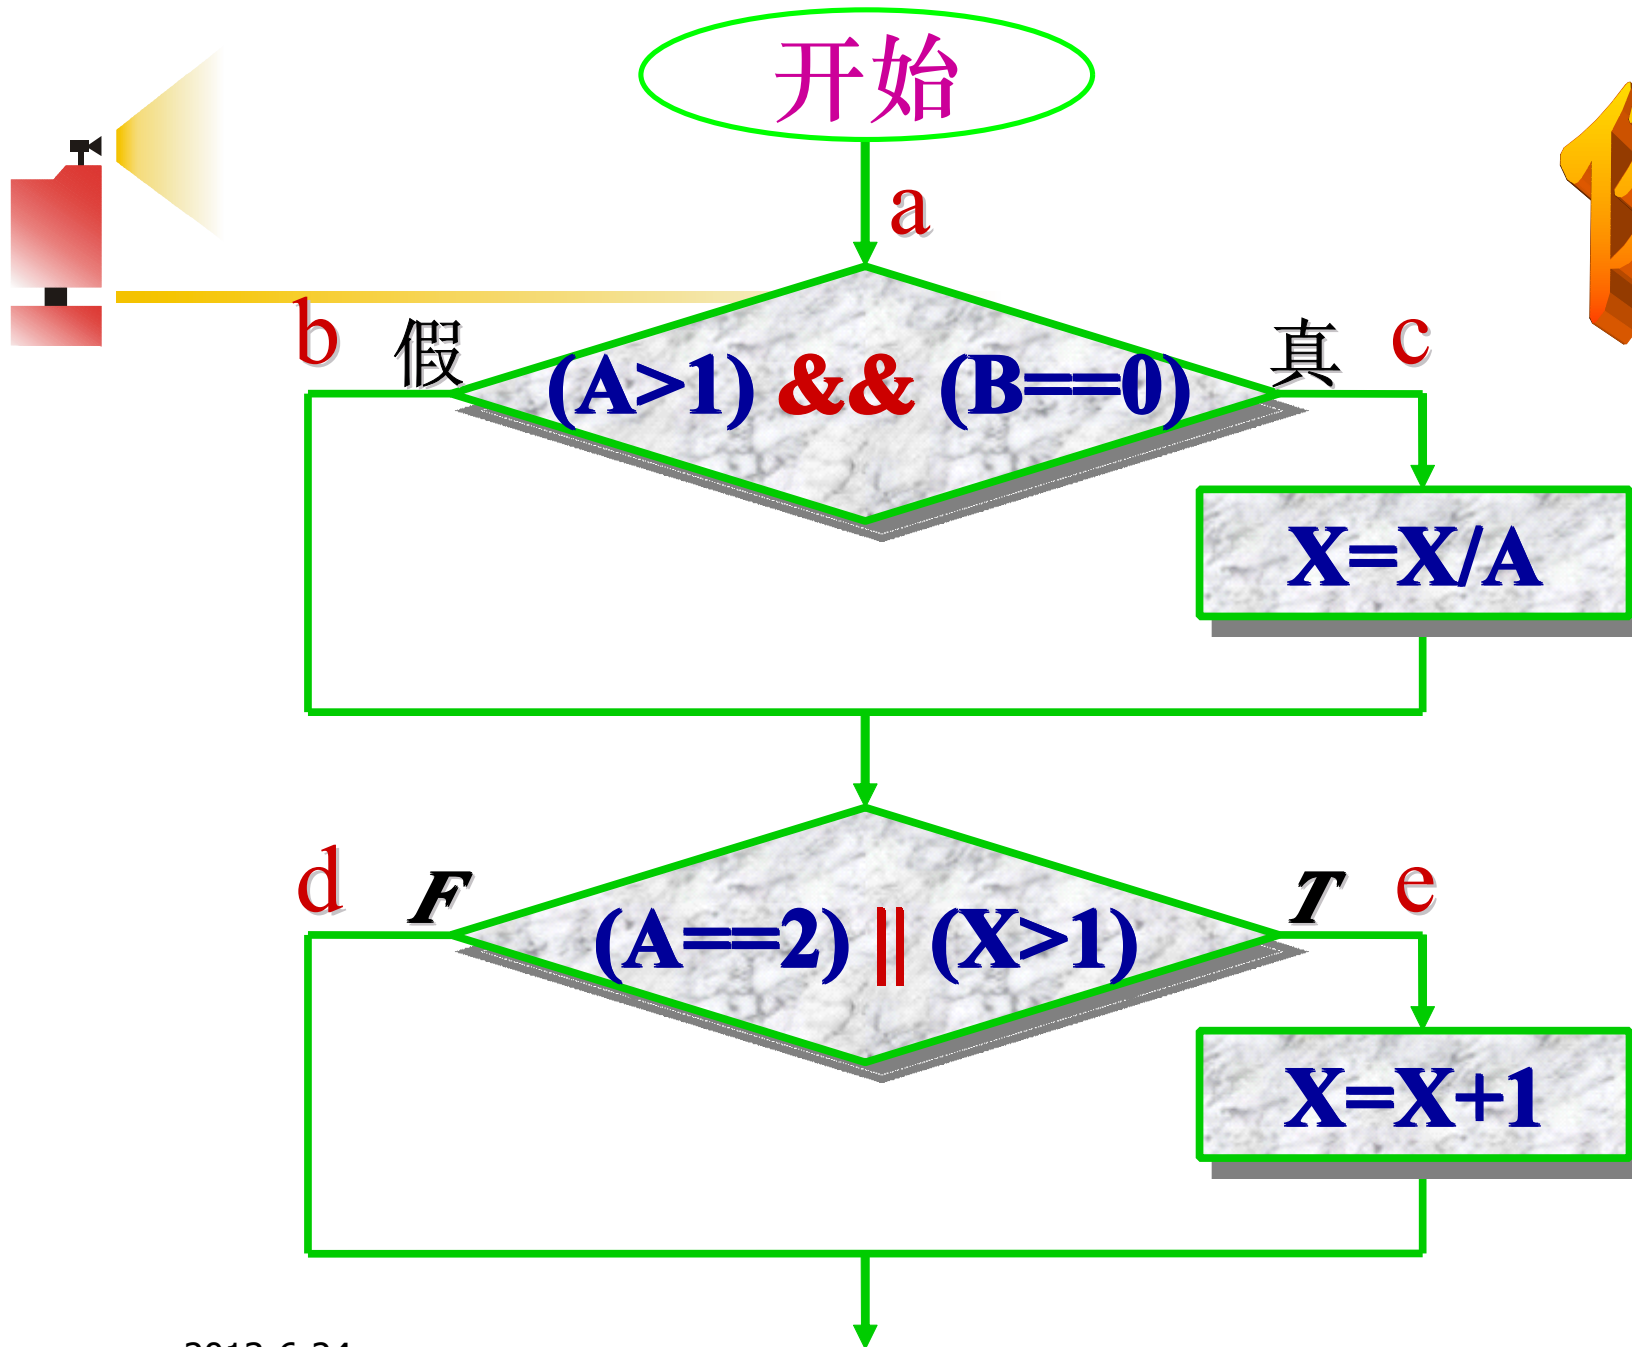 开始
a
b 假 (A>1) && (B==0) 真 c
X=X/A
d F (A==2) || (X>1) T e
X=X+1